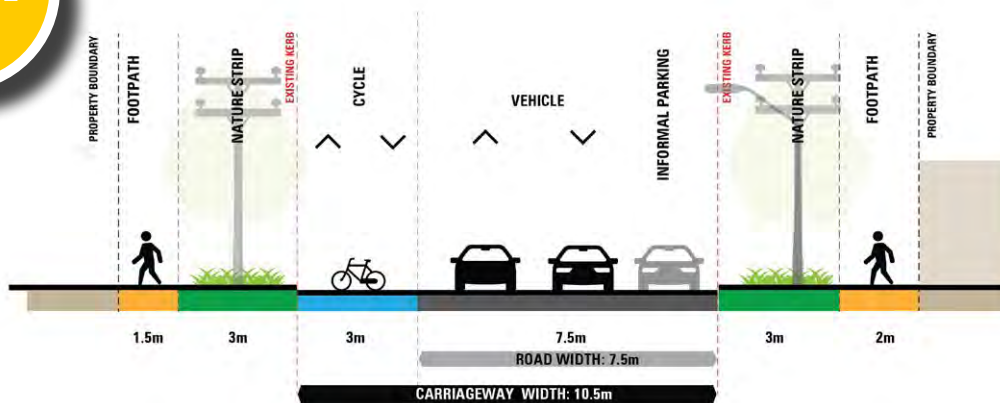 PROPERTY BOUNDARY
FOOTPATH
NATURE STRIP
EXISTING KERB
CYCLE
VEHICLE
INFORMAL PARKING
EXISTING KERB
NATURE STRIP
FOOTPATH
PROPERTY BOUNDARY
1.5m
3m
3m
7.5m
3m
2m
ROAD WIDTH: 7.5m
CARRIAGEWAY WIDTH: 10.5m